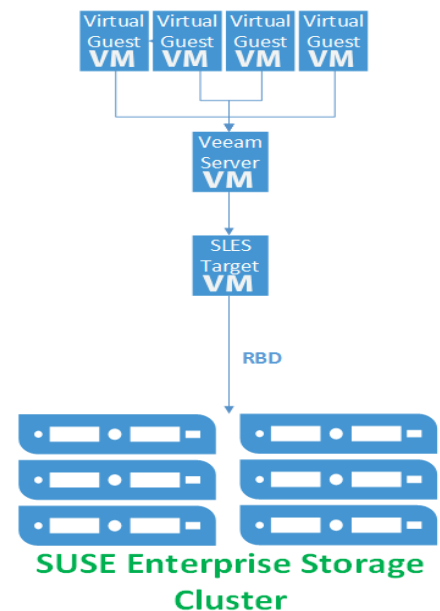 Virtual Guest VM
Virtual Guest VM
Virtual Guest VM
Virtual Guest VM
Veeam
Server
VM
SLES
Target
VM
RBD
SUSE Enterprise Storage
Cluster